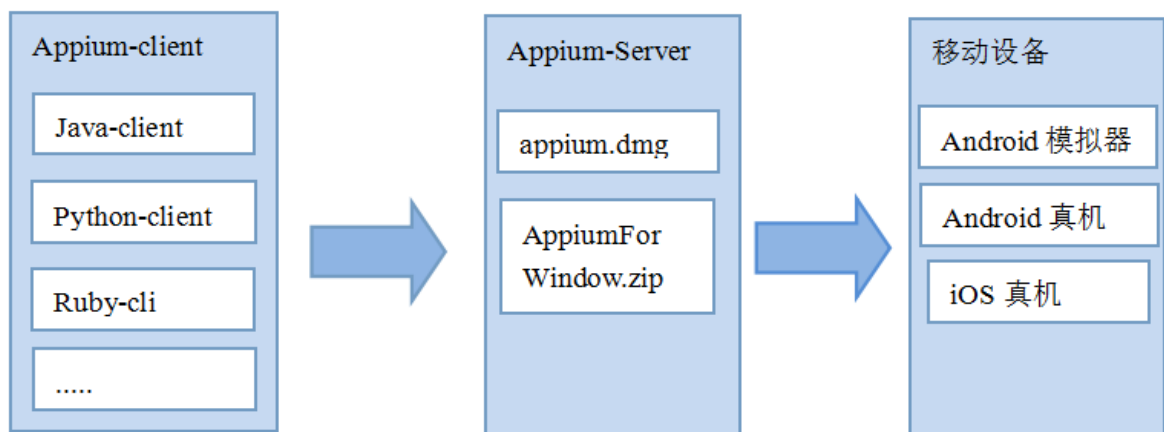 Appium-client
Java-client
Python-client
Ruby-cli
.....
Appium-Server
appium.dmg
AppiumFor
Window.zip
移动设备
Android 模拟器
Android 真机
iOS 真机